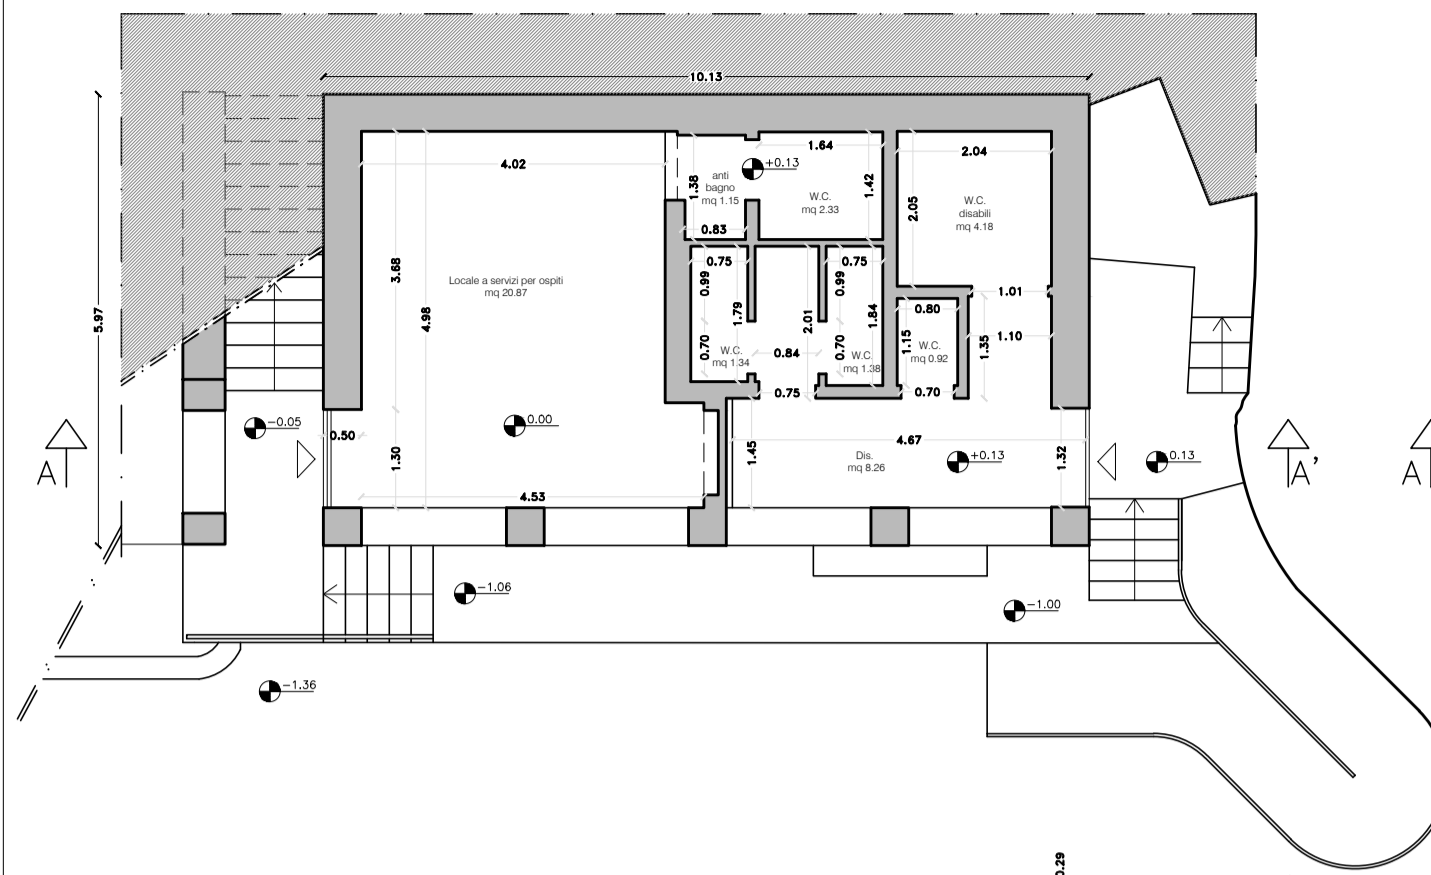 10.13
5.97
4.02
1.64
2.04
+0.13
anti
bagno
mq 1.15
1.38
1.42
W.C.
mq 2.33
2.05
W.C.
disabili
mq 4.18
0.83
3.68
4.98
Locale a servizi per ospiti
mq 20.87
0.75
0.99
1.79
0.70
W.C.
mq 1.34
2.01
0.84
0.75
0.75
0.99
1.84
0.70
W.C.
mq 1.38
1.01
0.80
1.15
W.C.
mq 0.92
0.70
1.35
1.10
-0.05
0.50
0.00
1.30
4.53
1.45
4.67
Dis.
mq 8.26
+0.13
1.32
0.13
A
A'
A
-1.06
-1.00
-1.36
0.29